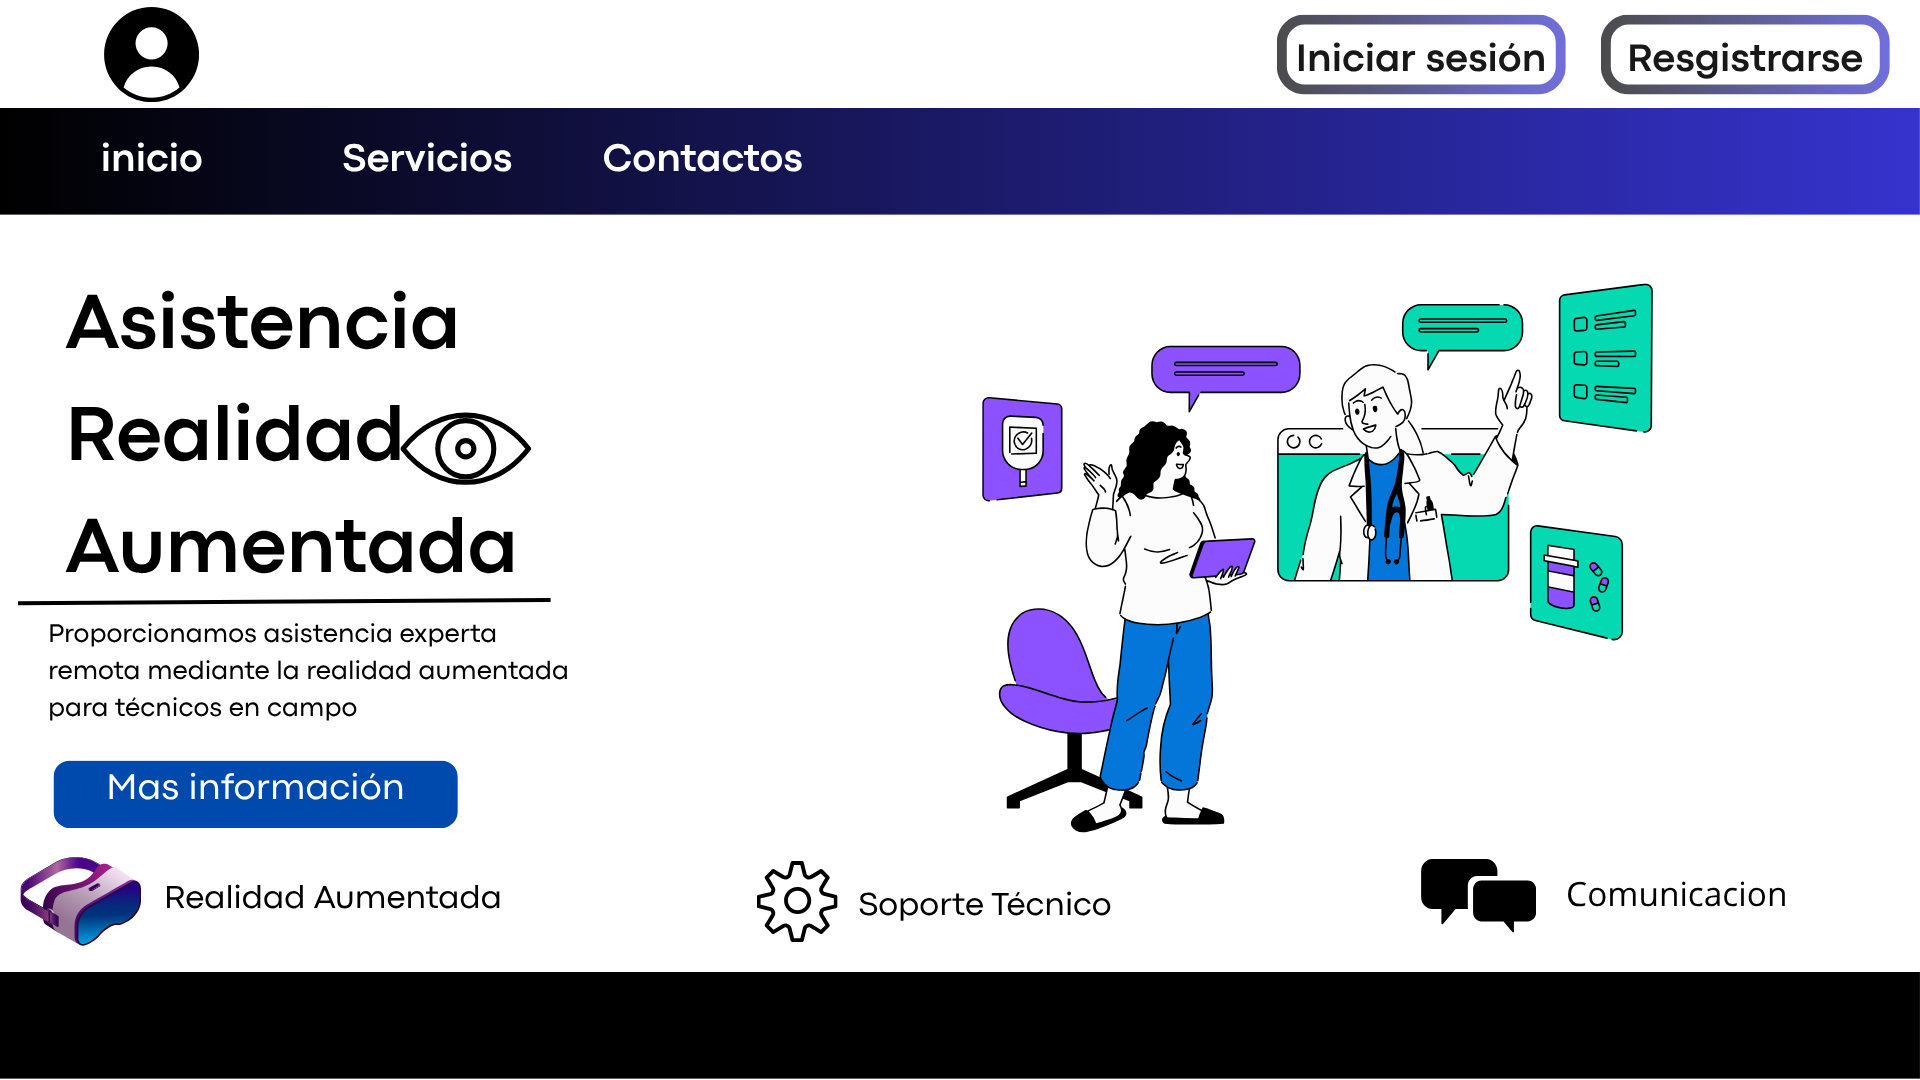 Iniciar sesión
Resgistrarse
inicio
Servicios
Contactos
Asistencia
Realidad
Aumentada
Proporcionamos asistencia experta
remota mediante la realidad aumentada
para técnicos en campo
Mas información
Realidad Aumentada
Soporte Técnico
Comunicacion